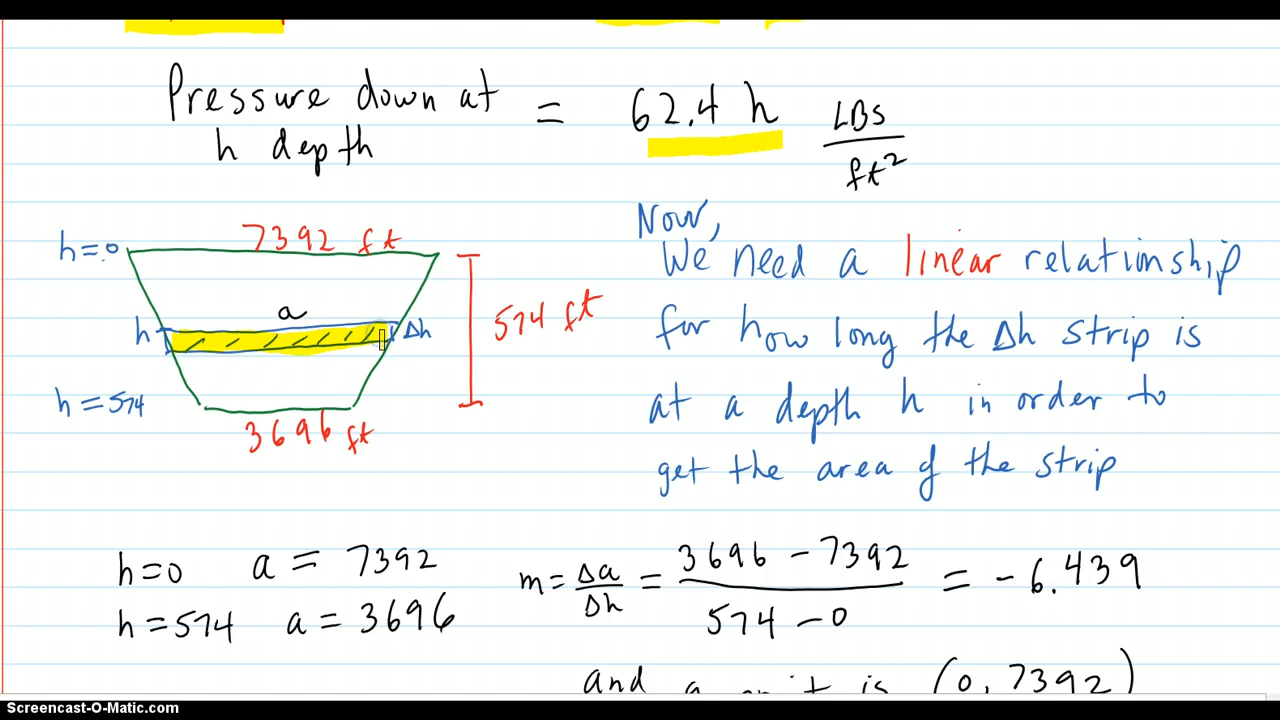 Pressure down at = 62.4 h LBs/ft²
h depth
Now,
We need a linear relationship
for how long the Δh strip is
at a depth h in order to
get the area of the strip
h=0 7392 ft
a
h Δh
574 ft
h=574
3696 ft
h=0 a = 7392
h=574 a = 3696
m = Δa/Δh = 3696 - 7392 / 574 - 0 = -6.439
and a is (0, 7392)
Screencast-O-Matic.com